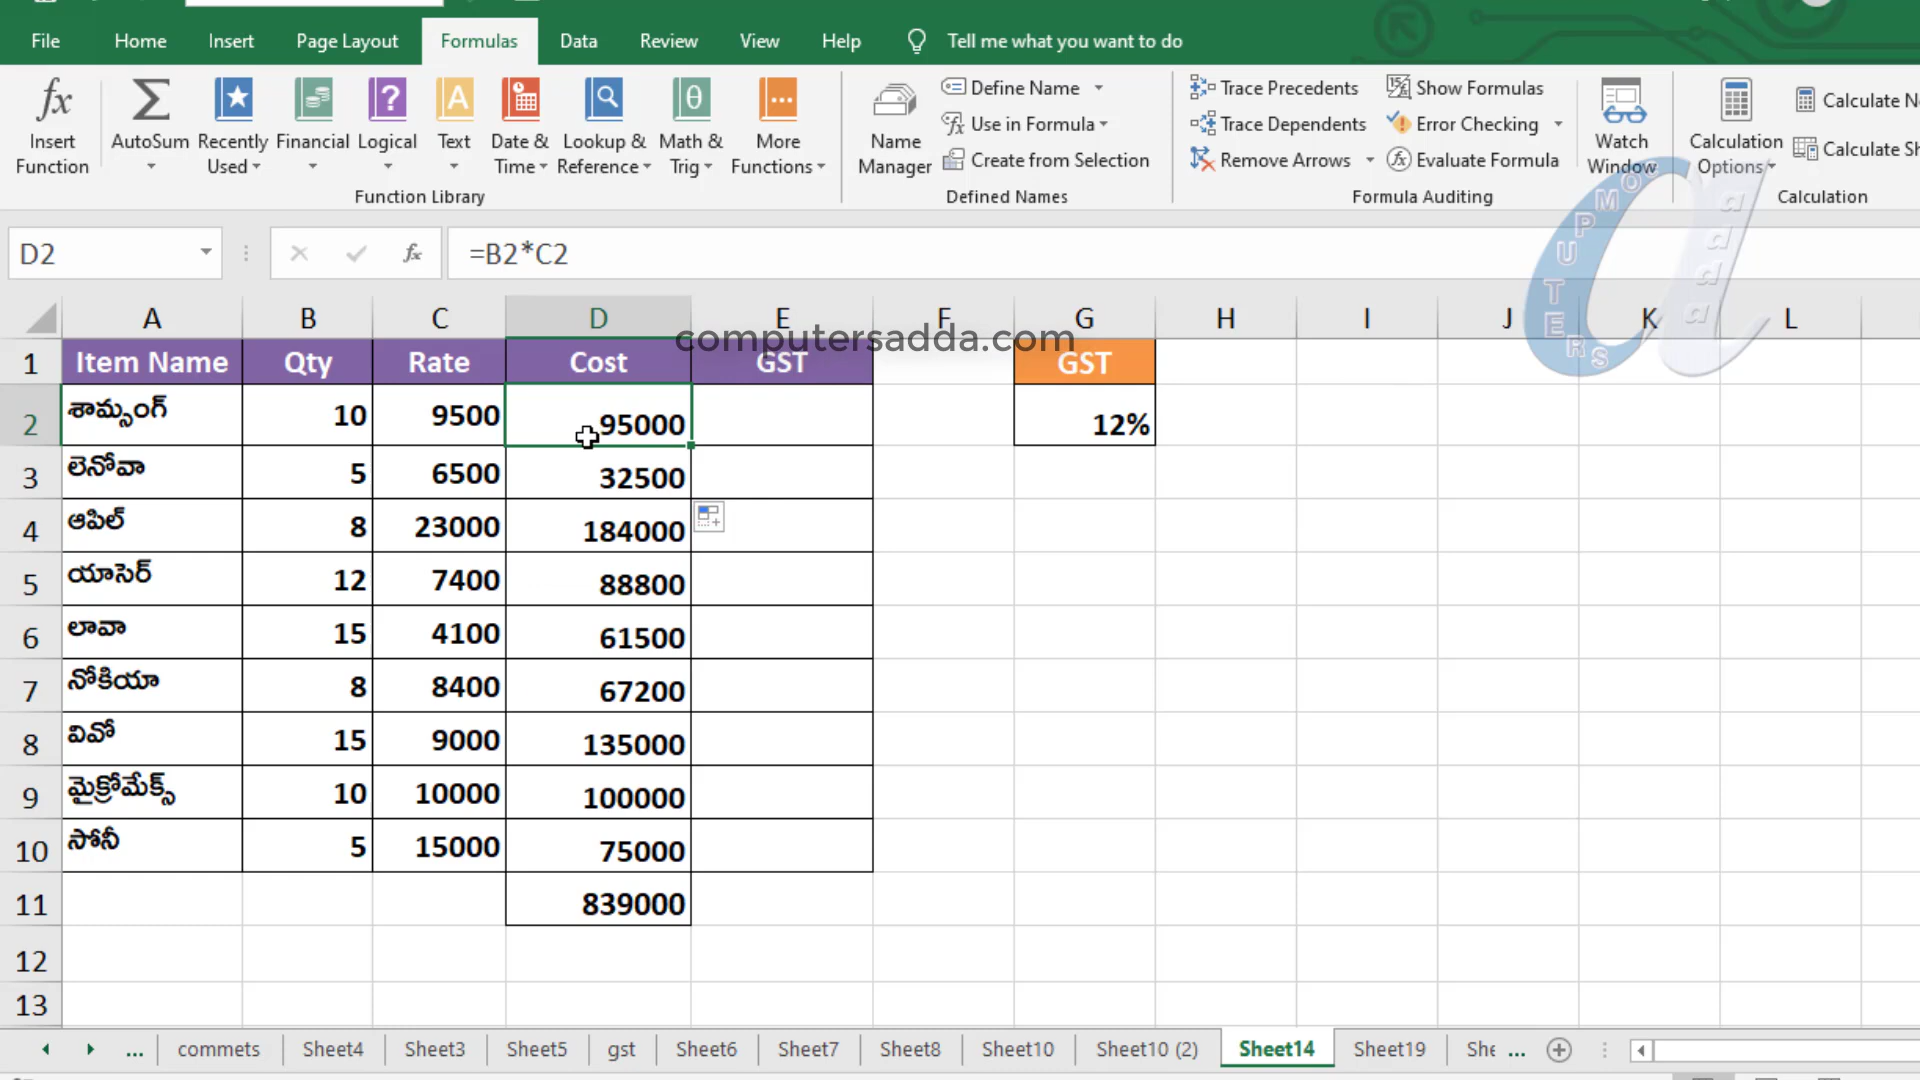 File Home Insert Page Layout Formulas Data Review View Help Tell me what you want to do
Insert Function
AutoSum
Recently Used
Financial
Logical
Text
Date & Time
Lookup & Reference
Math & Trig
More Functions
Function Library
Name Manager
Define Name
Use in Formula
Create from Selection
Defined Names
Trace Precedents
Trace Dependents
Remove Arrows
Show Formulas
Error Checking
Evaluate Formula
Formula Auditing
Watch Window
Calculation Options
Calculate
Calculate
Calculation
COMPUTERS
adda
D2 fx =B2*C2
A B C D E F G H I J K L
computersadda.com
1 Item Name Qty Rate Cost GST GST
2 శామ్సంగ్ 10 9500 95000 12%
3 లెనోవా 5 6500 32500
4 ఆపిల్ 8 23000 184000
5 యాసెర్ 12 7400 88800
6 లావా 15 4100 61500
7 నోకియా 8 8400 67200
8 వివో 15 9000 135000
9 మైక్రోమేక్స్ 10 10000 100000
10 సోనీ 5 15000 75000
11 839000
12
13
... commets Sheet4 Sheet3 Sheet5 gst Sheet6 Sheet7 Sheet8 Sheet10 Sheet10 (2) Sheet14 Sheet19 She ...